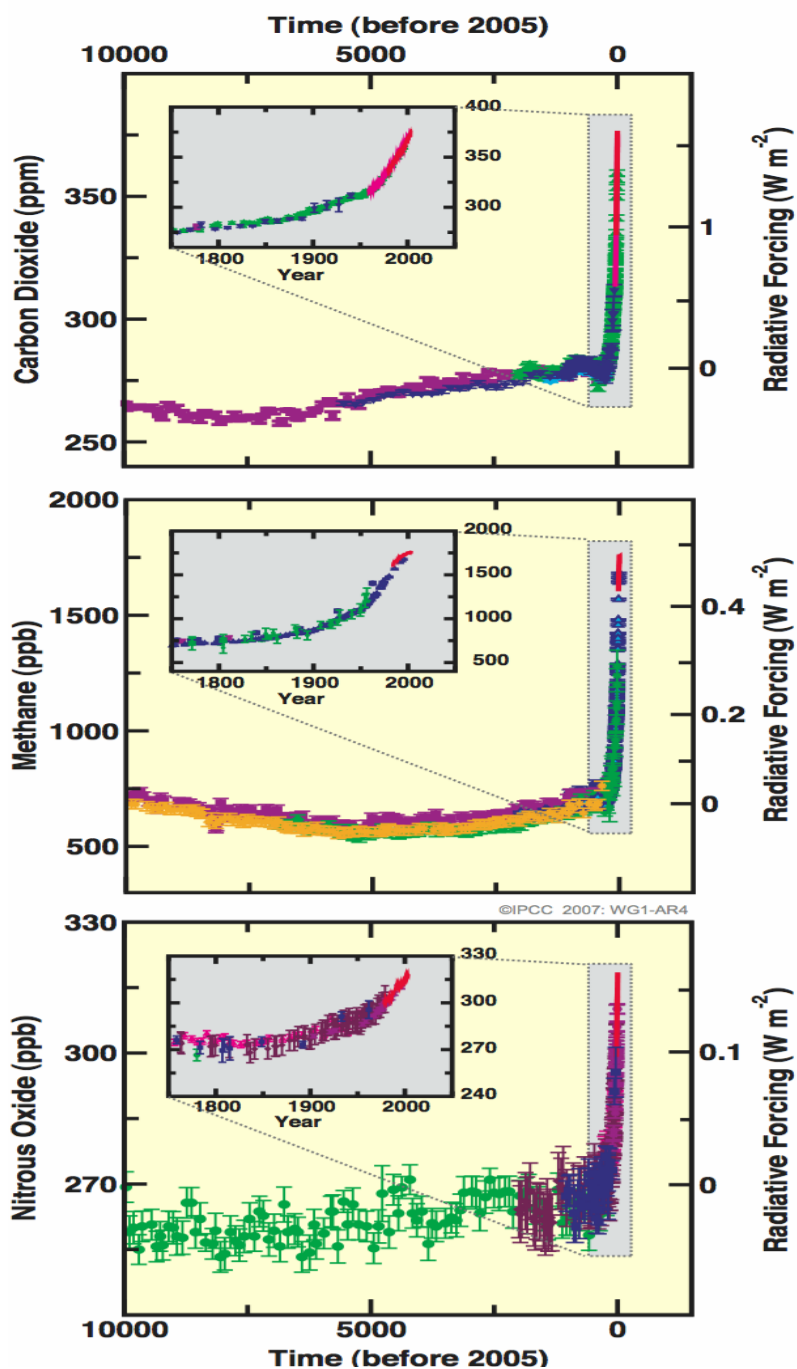 Time (before 2005)
10000 5000 0
Carbon Dioxide (ppm)
350
300
250
400
350
300
1800 1900 2000
Year
1
0
Radiative Forcing (W m-2)
Methane (ppb)
2000
1500
1000
500
2000
1500
1000
500
1800 1900 2000
Year
0.4
0.2
0
Radiative Forcing (W m-2)
©IPCC 2007: WG1-AR4
Nitrous Oxide (ppb)
330
300
270
330
300
270
240
1800 1900 2000
Year
0.1
0
Radiative Forcing (W m-2)
10000 5000 0
Time (before 2005)